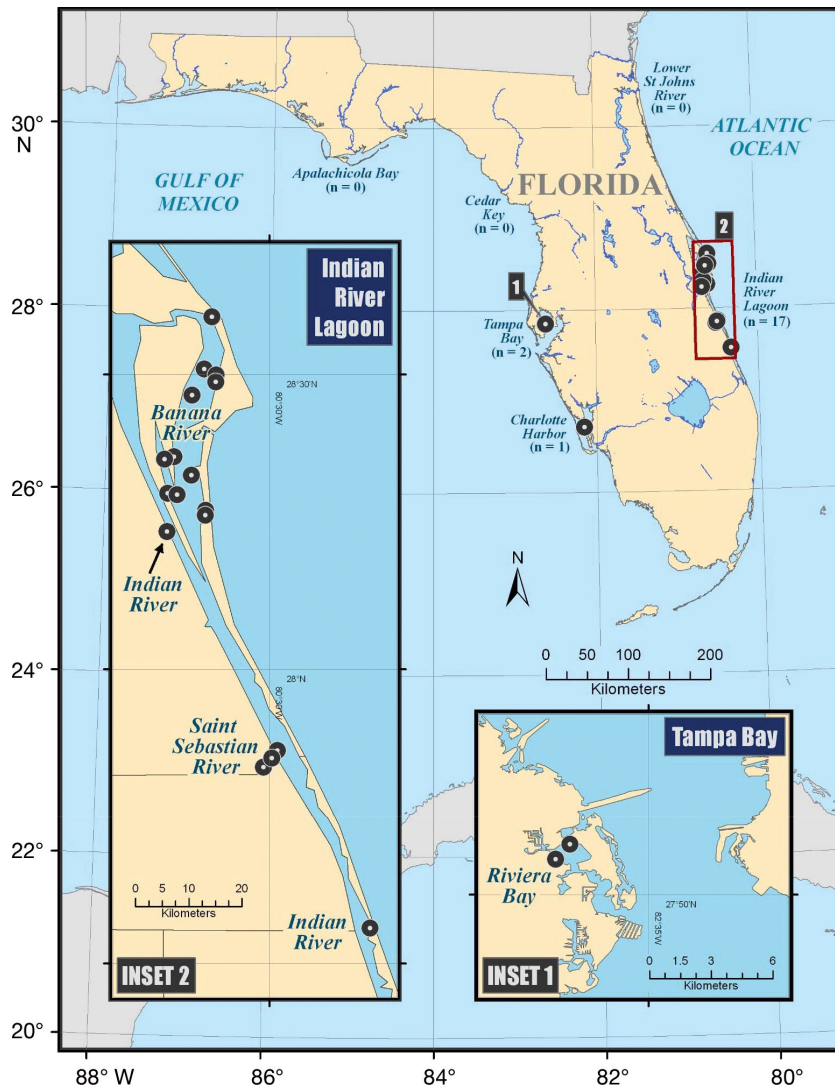 30°
N
28°
26°
24°
22°
20°
88° W
86°
84°
82°
80°
Lower
St Johns
River
(n = 0)
ATLANTIC
OCEAN
Apalachicola Bay
(n = 0)
GULF OF
MEXICO
FLORIDA
Cedar
Key
(n = 0)
2
1
Indian
River
Lagoon
(n = 17)
Tampa
Bay
(n = 2)
Charlotte
Harbor
(n = 1)
N
0 50 100 200
Kilometers
Indian
River
Lagoon
28°30'N
80°30'W
Banana
River
Indian
River
28°N
80°30'W
Saint
Sebastian
River
0 5 10 20
Kilometers
Indian River
INSET 2
Tampa Bay
Riviera
Bay
27°50'N
82°35'W
0 1.5 3 6
Kilometers
INSET 1